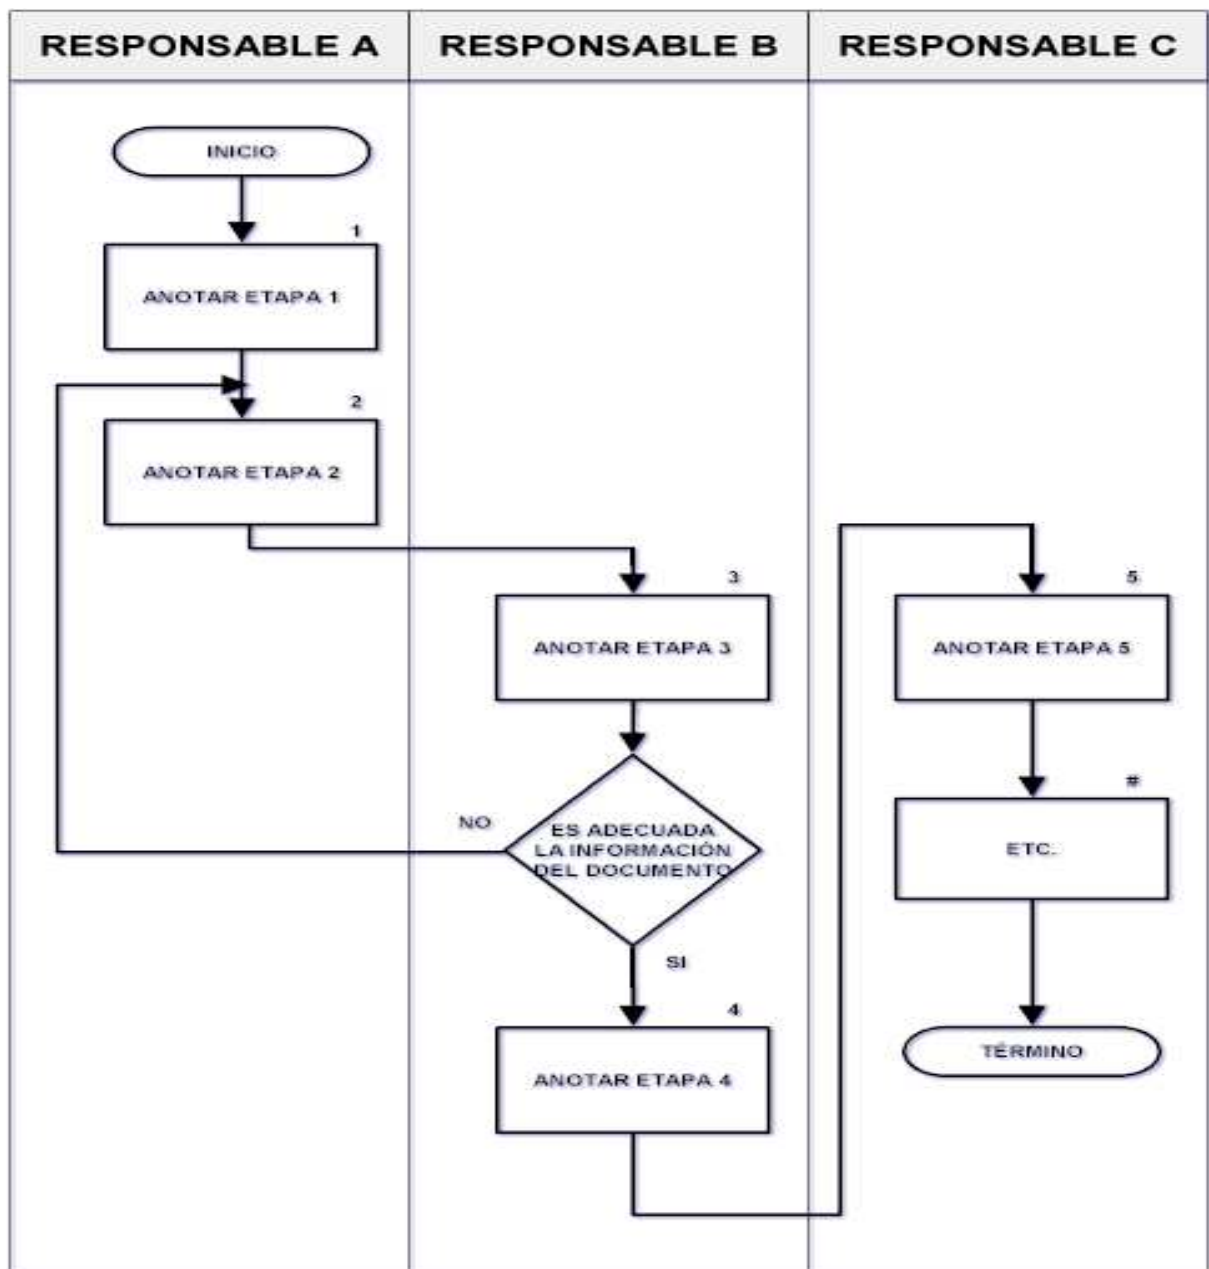 RESPONSABLE A
RESPONSABLE B
RESPONSABLE C
INICIO
1
ANOTAR ETAPA 1
2
ANOTAR ETAPA 2
3
ANOTAR ETAPA 3
NO
ES ADECUADA
LA INFORMACIÓN
DEL DOCUMENTO
SI
4
ANOTAR ETAPA 4
5
ANOTAR ETAPA 5
#
ETC.
TÉRMINO